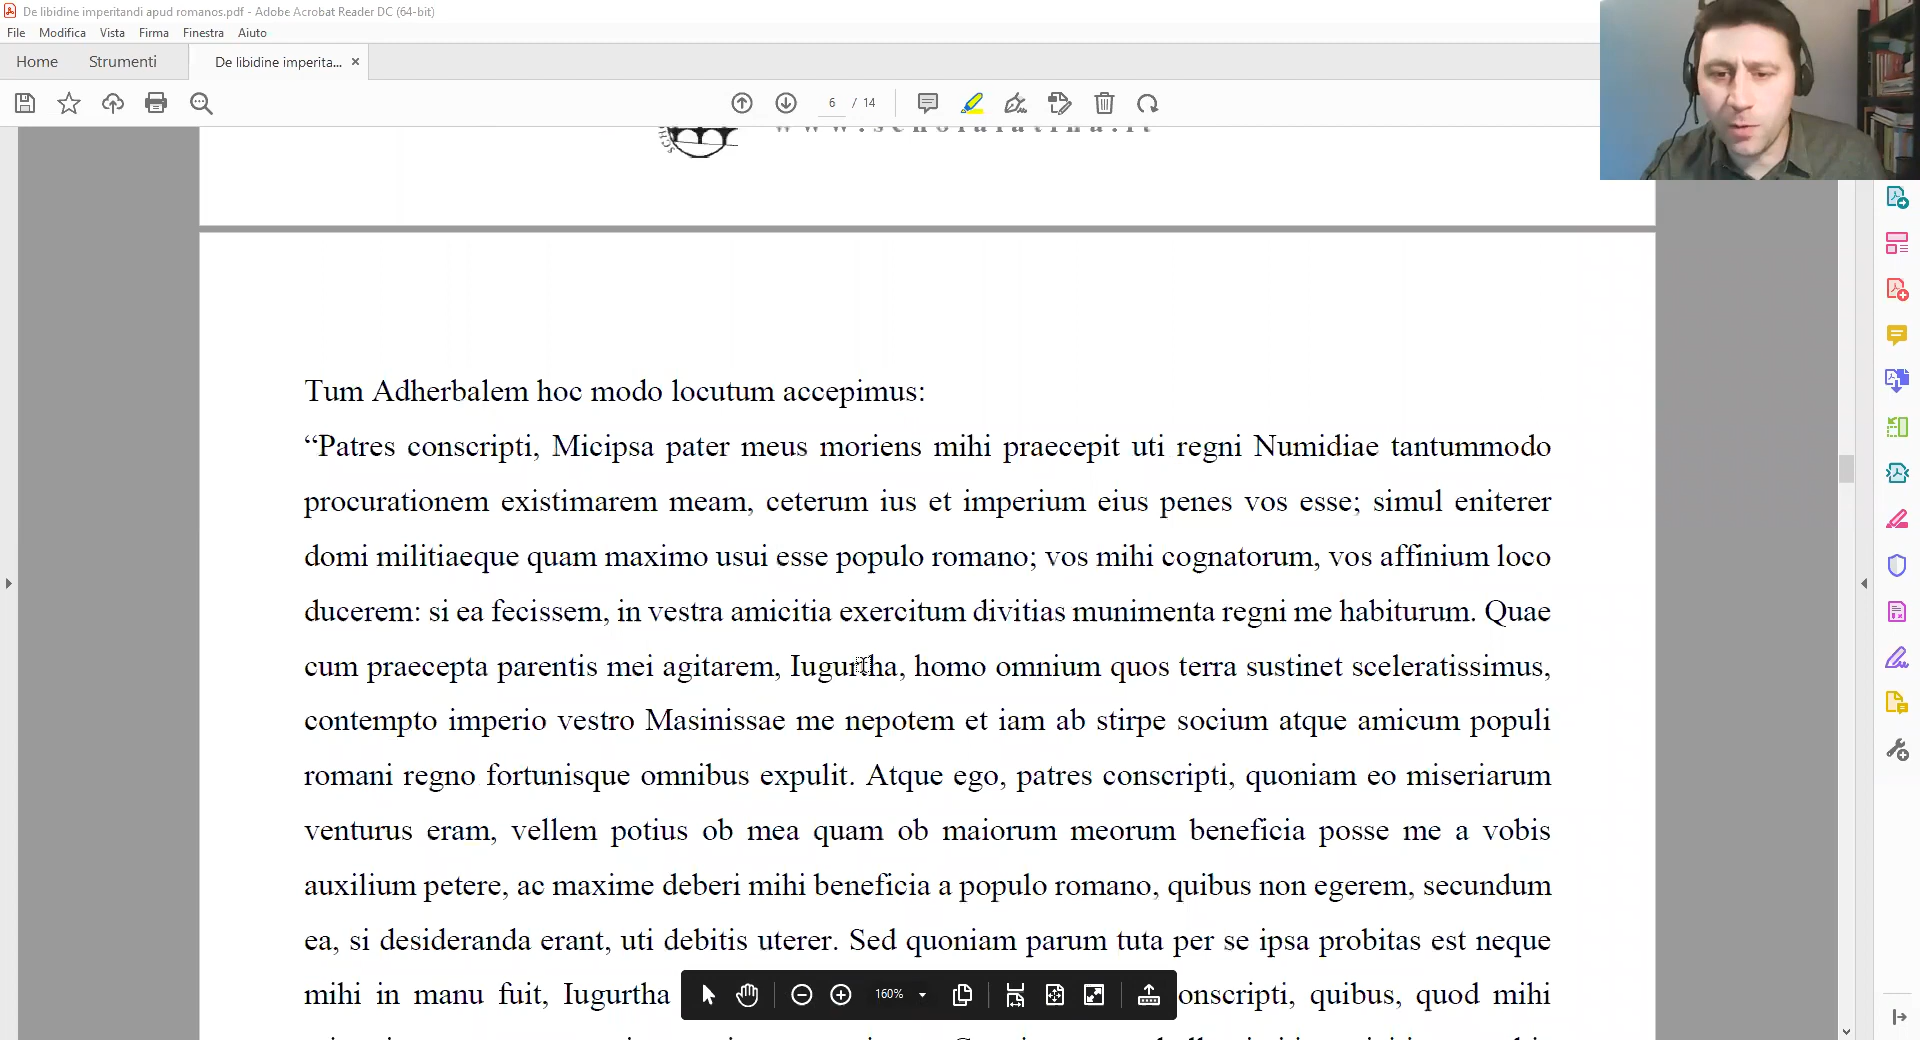 De libidine imperitandi apud romanos.pdf - Adobe Acrobat Reader DC (64-bit)
File Modifica Vista Firma Finestra Aiuto
Home Strumenti De libidine imperita... ×
6 / 14
www.scholalatina.it
Tum Adherbalem hoc modo locutum accepimus:
“Patres conscripti, Micipsa pater meus moriens mihi praecepit uti regni Numidiae tantummodo
procurationem existimarem meam, ceterum ius et imperium eius penes vos esse; simul eniterer
domi militiaeque quam maximo usui esse populo romano; vos mihi cognatorum, vos affinium loco
ducerem: si ea fecissem, in vestra amicitia exercitum divitias munimenta regni me habiturum. Quae
cum praecepta parentis mei agitarem, Iugurtha, homo omnium quos terra sustinet sceleratissimus,
contempto imperio vestro Masinissae me nepotem et iam ab stirpe socium atque amicum populi
romani regno fortunisque omnibus expulit. Atque ego, patres conscripti, quoniam eo miseriarum
venturus eram, vellem potius ob mea quam ob maiorum meorum beneficia posse me a vobis
auxilium petere, ac maxime deberi mihi beneficia a populo romano, quibus non egerem, secundum
ea, si desideranda erant, uti debitis uterer. Sed quoniam parum tuta per se ipsa probitas est neque
mihi in manu fuit, Iugurtha onscripti, quibus, quod mihi
160%